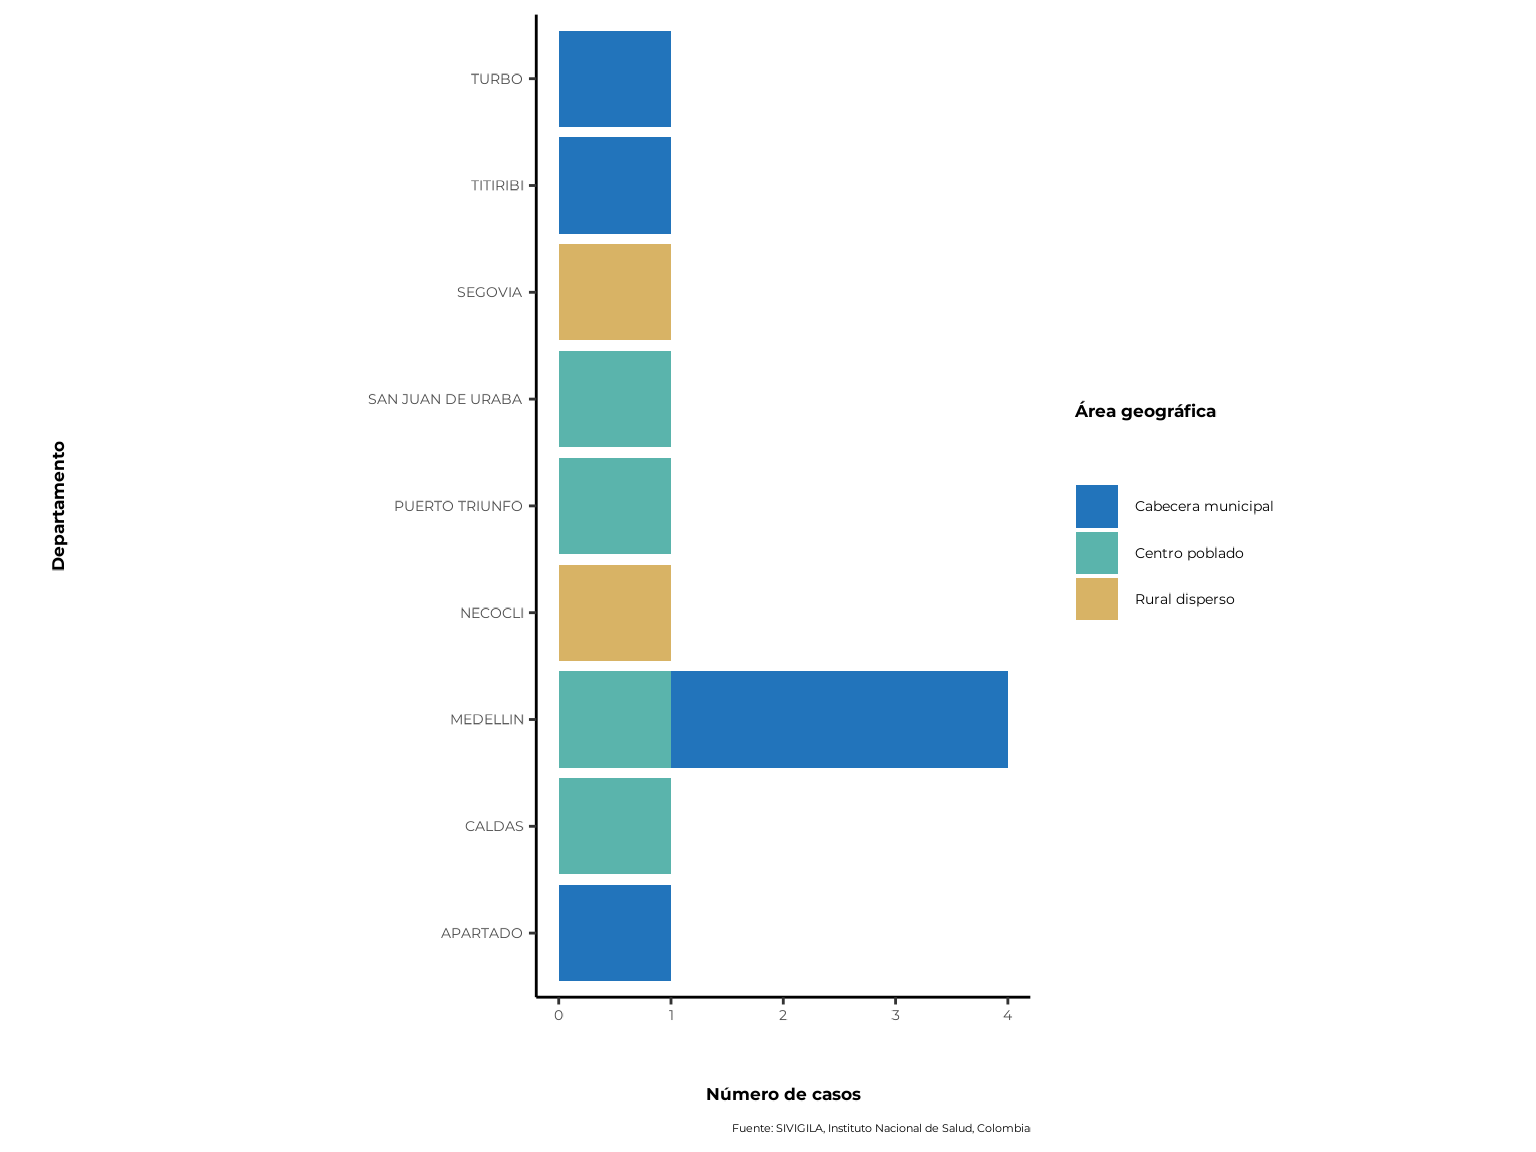 TURBO
TITIRIBI
SEGOVIA
SAN JUAN DE URABA
PUERTO TRIUNFO
NECOCLI
MEDELLIN
CALDAS
APARTADO
Departamento
0 1 2 3 4
Número de casos
Fuente: SIVIGILA, Instituto Nacional de Salud, Colombia
Área geográfica
Cabecera municipal
Centro poblado
Rural disperso